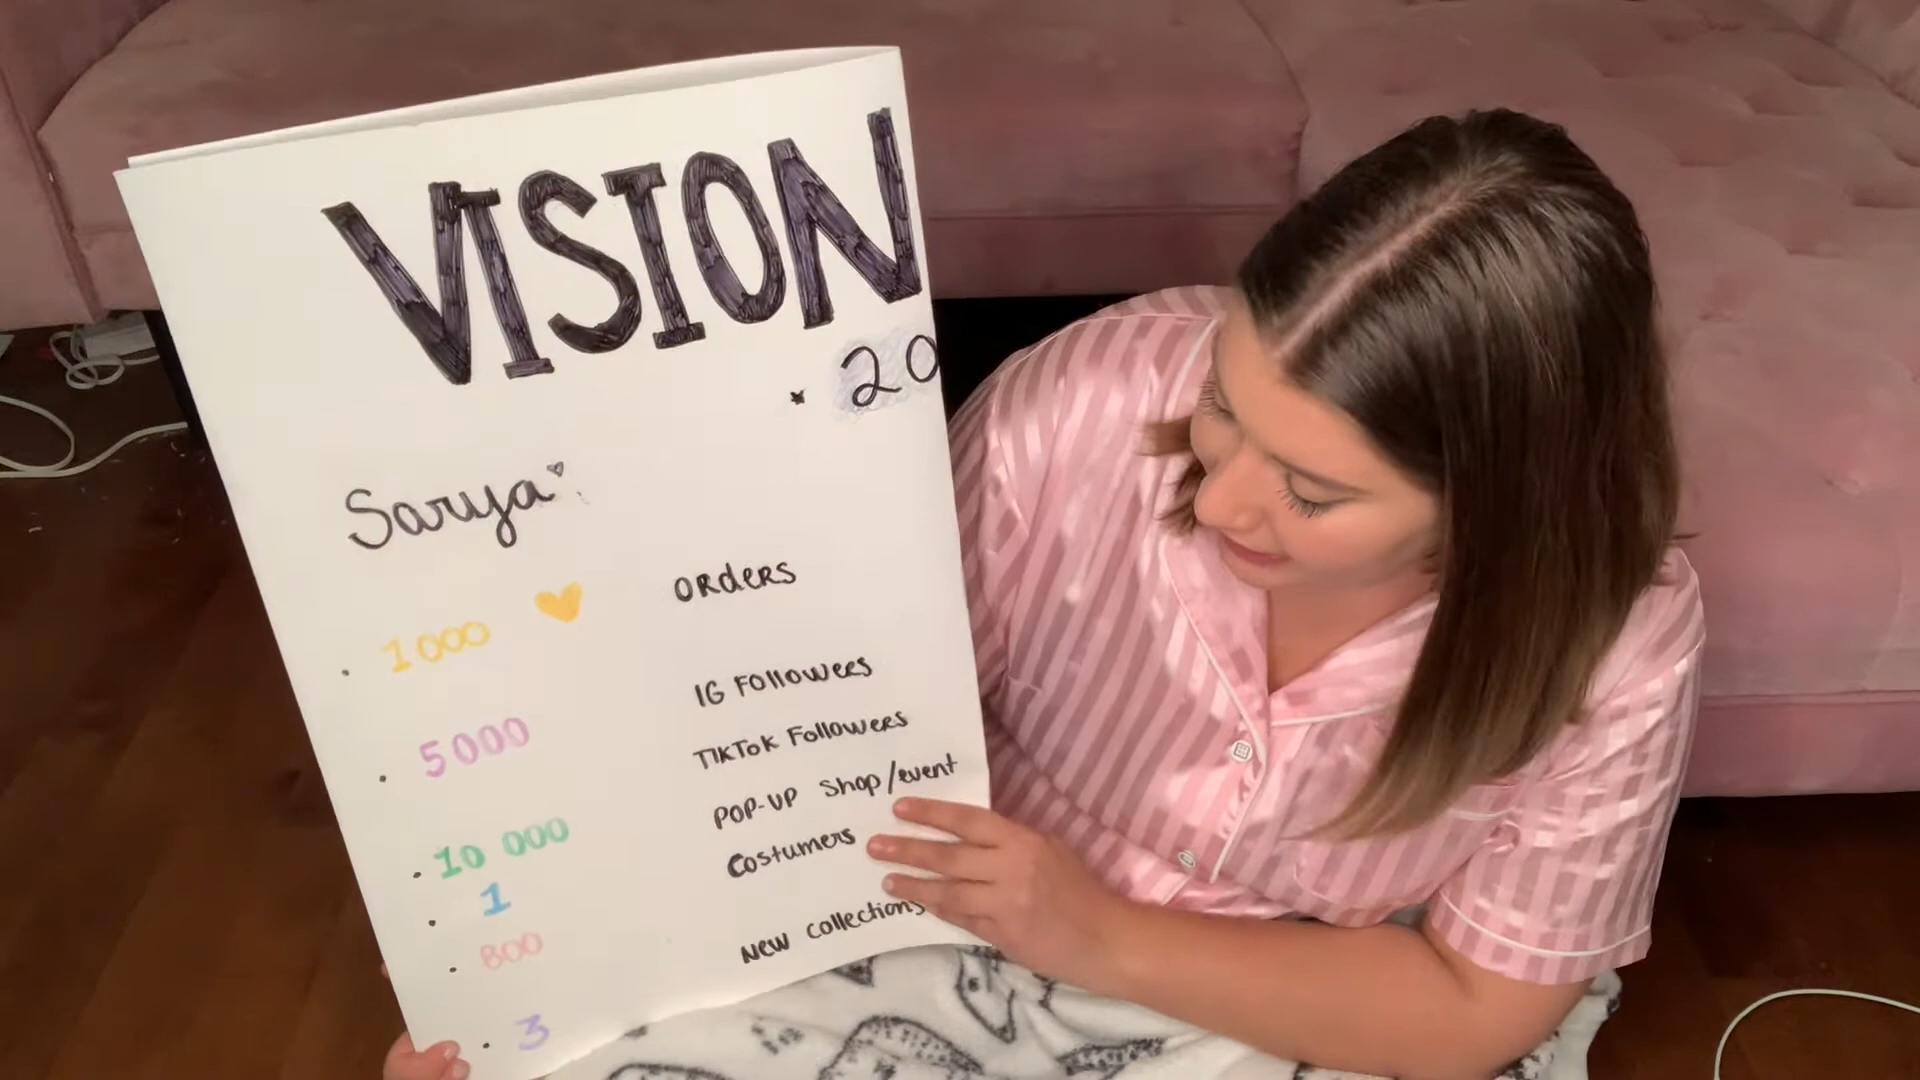 VISION
20
Sarya
1000 ORders
5000 IG Followers
10 000 TikTok Followers
1 POP-UP Shop/event
800 Costumers
3 New collections